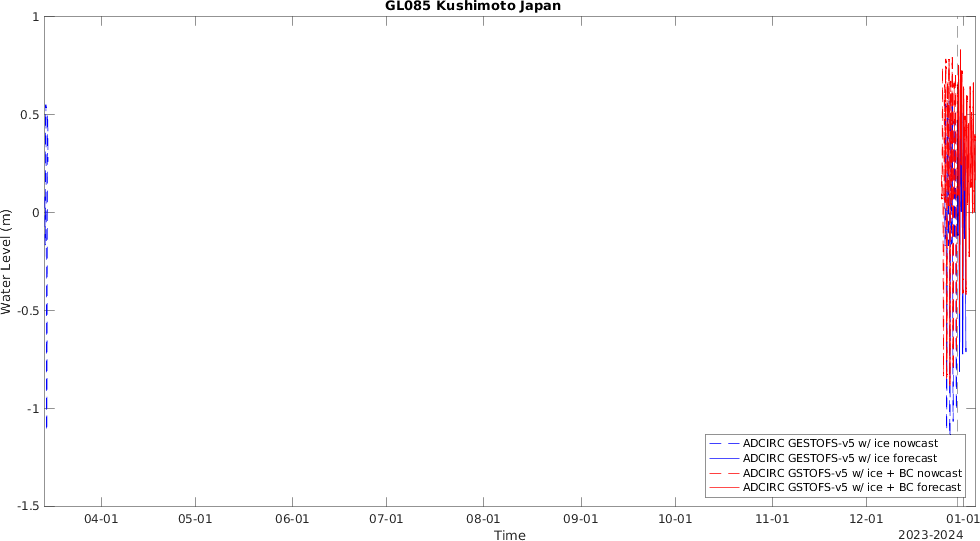 GL085 Kushimoto Japan
1
0.5
0
-0.5
-1
-1.5
Water Level (m)
ADCIRC GESTOFS-v5 w/ ice nowcast
ADCIRC GESTOFS-v5 w/ ice forecast
ADCIRC GSTOFS-v5 w/ ice + BC nowcast
ADCIRC GSTOFS-v5 w/ ice + BC forecast
04-01 05-01 06-01 07-01 08-01 09-01 10-01 11-01 12-01 01-01
Time
2023-2024